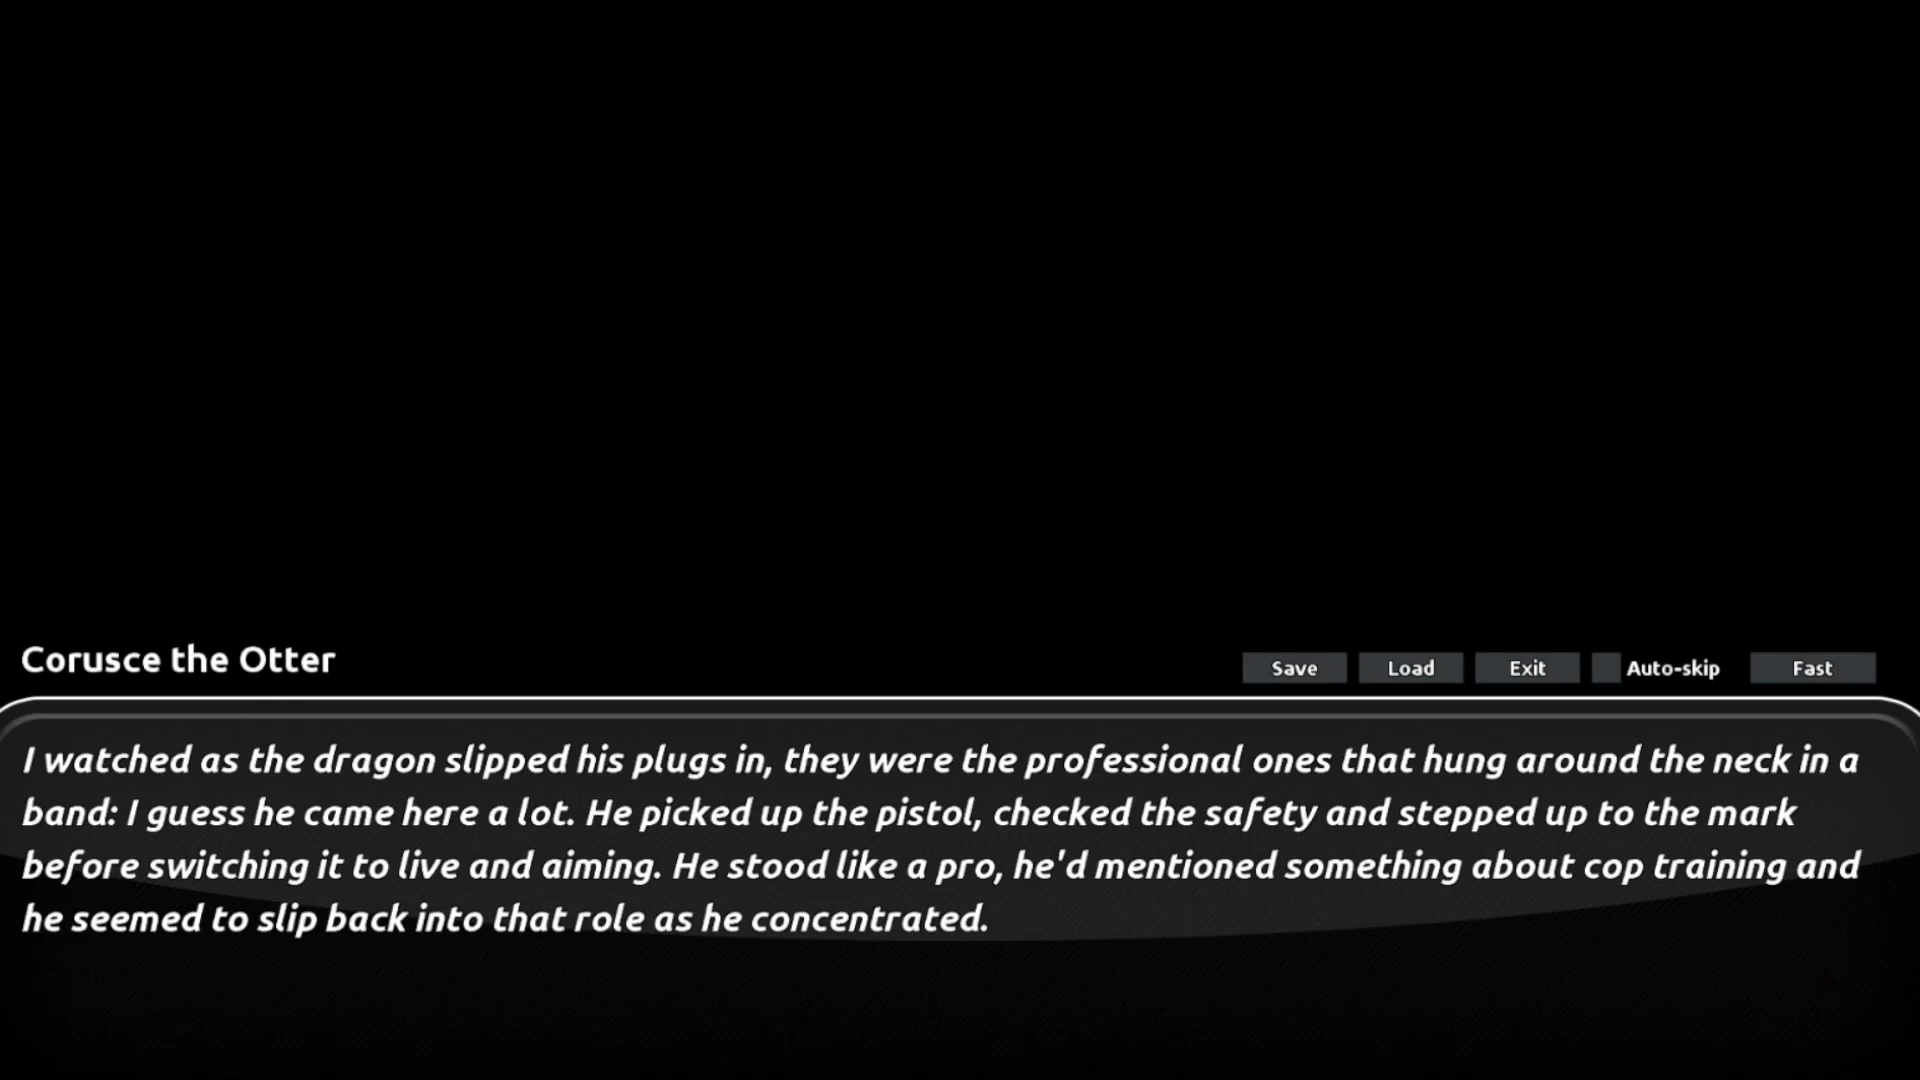 Corusce the Otter
Save
Load
Exit
Auto-skip
Fast
I watched as the dragon slipped his plugs in, they were the professional ones that hung around the neck in a
band: I guess he came here a lot. He picked up the pistol, checked the safety and stepped up to the mark
before switching it to live and aiming. He stood like a pro, he'd mentioned something about cop training and
he seemed to slip back into that role as he concentrated.